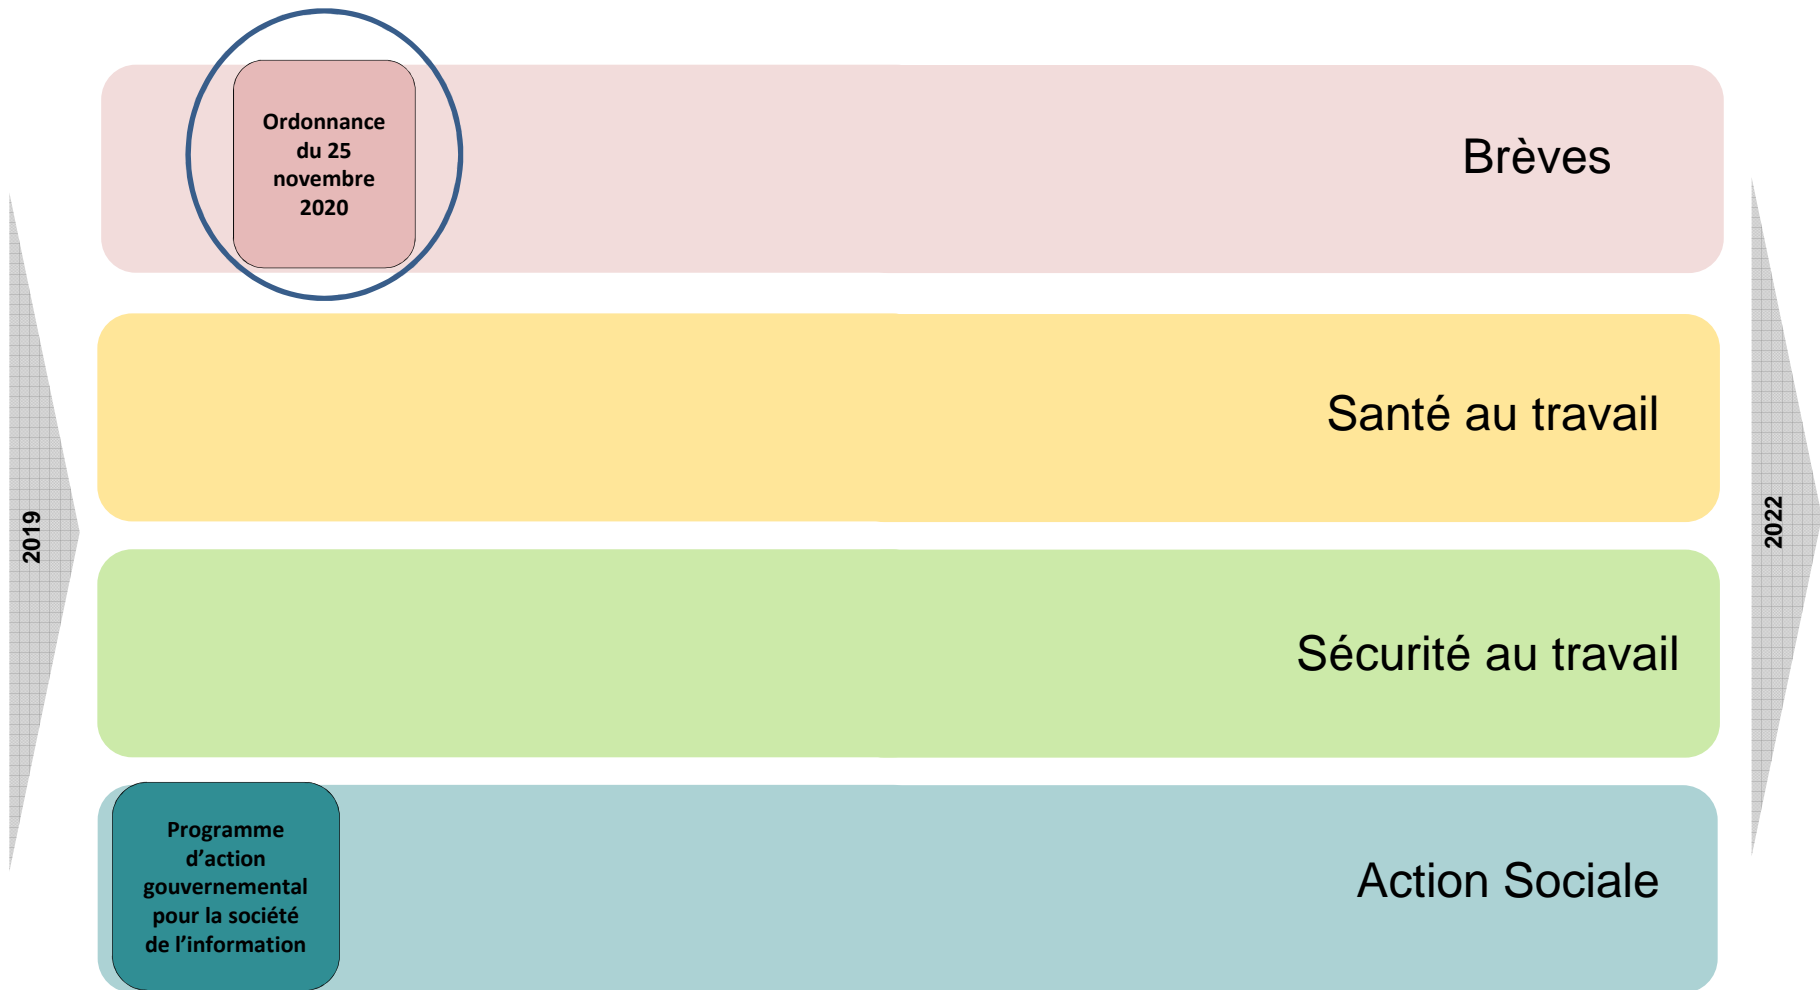 Ordonnance
du 25
novembre
2020
Brèves
Santé au travail
2019
2022
Sécurité au travail
Programme
d’action
gouvernemental
pour la société
de l’information
Action Sociale